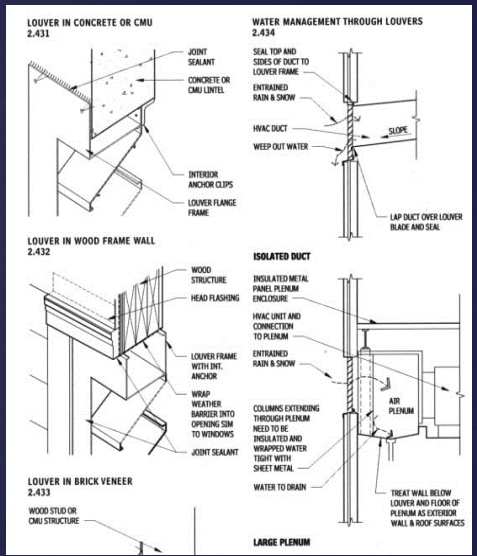 LOUVER IN CONCRETE OR CMU
2.431
JOINT
SEALANT
CONCRETE OR
CMU LINTEL
INTERIOR
ANCHOR CLIPS
LOUVER FLANGE
FRAME
LOUVER IN WOOD FRAME WALL
2.432
WOOD
STRUCTURE
HEAD FLASHING
LOUVER FRAME
WITH INT.
ANCHOR
WRAP
WEATHER
BARRIER INTO
OPENING SIM
TO WINDOWS
JOINT SEALANT
LOUVER IN BRICK VENEER
2.433
WOOD STUD OR
CMU STRUCTURE
WATER MANAGEMENT THROUGH LOUVERS
2.434
SEAL TOP AND
SIDES OF DUCT TO
LOUVER FRAME
ENTRAINED
RAIN & SNOW
HVAC DUCT
SLOPE
WEEP OUT WATER
LAP DUCT OVER LOUVER
BLADE AND SEAL
ISOLATED DUCT
INSULATED METAL
PANEL PLENUM
ENCLOSURE
HVAC UNIT AND
CONNECTION
TO PLENUM
ENTRAINED
RAIN & SNOW
AIR
PLENUM
COLUMNS EXTENDING
THROUGH PLENUM
NEED TO BE
INSULATED AND
WRAPPED WATER
TIGHT WITH
SHEET METAL
WATER TO DRAIN
TREAT WALL BELOW
LOUVER AND FLOOR OF
PLENUM AS EXTERIOR
WALL & ROOF SURFACES
LARGE PLENUM